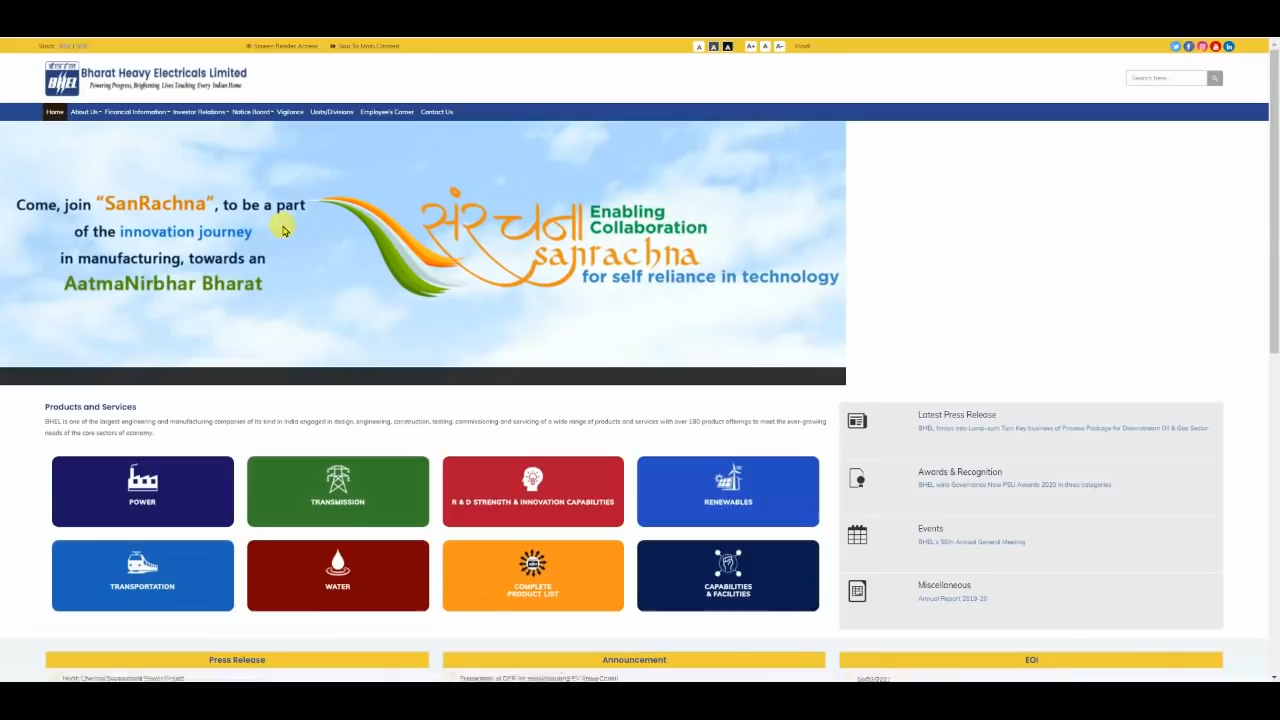 Stock BSE | NSE
Screen Reader Access
Skip To Main Content
A A A
A+ A A-
Hindi
BHEL
Bharat Heavy Electricals Limited
Powering Progress, Brightening Lives Touching Every Indian Home
Search here...
Home About Us Financial Information Investor Relations Notice Board Vigilance Units/Divisions Employee's Corner Contact Us
Come, join “SanRachna”, to be a part
of the innovation journey
in manufacturing, towards an
AatmaNirbhar Bharat
संरचना
Enabling
Collaboration
sanrachna
for self reliance in technology
Products and Services
BHEL is one of the largest engineering and manufacturing companies of its kind in India engaged in design, engineering, construction, testing, commissioning and servicing of a wide range of products and services with over 180 product offerings to meet the ever-growing
needs of the core sectors of economy.
POWER
TRANSMISSION
R & D STRENGTH & INNOVATION CAPABILITIES
RENEWABLES
TRANSPORTATION
WATER
COMPLETE
PRODUCT LIST
CAPABILITIES
& FACILITIES
Latest Press Release
BHEL forays into Lump-sum Turn Key business of Process Package for Downstream Oil & Gas Sector
Awards & Recognition
BHEL wins Governance Now PSU Awards 2020 in three categories
Events
BHEL's 56th Annual General Meeting
Miscellaneous
Annual Report 2019-20
Press Release
Announcement
EOI